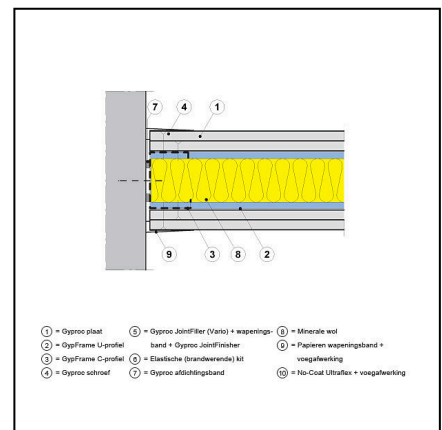 7 4 1
9 3 8 2
1 = Gyproc plaat
2 = GypFrame U-profiel
3 = GypFrame C-profiel
4 = Gyproc schroef
5 = Gyproc JointFiller (Vario) + wapenings-
band + Gyproc JointFinisher
6 = Elastische (brandwerende) kit
7 = Gyproc afdichtingsband
8 = Minerale wol
9 = Papieren wapeningsband +
voegafwerking
10 = No-Coat Ultraflex + voegafwerking